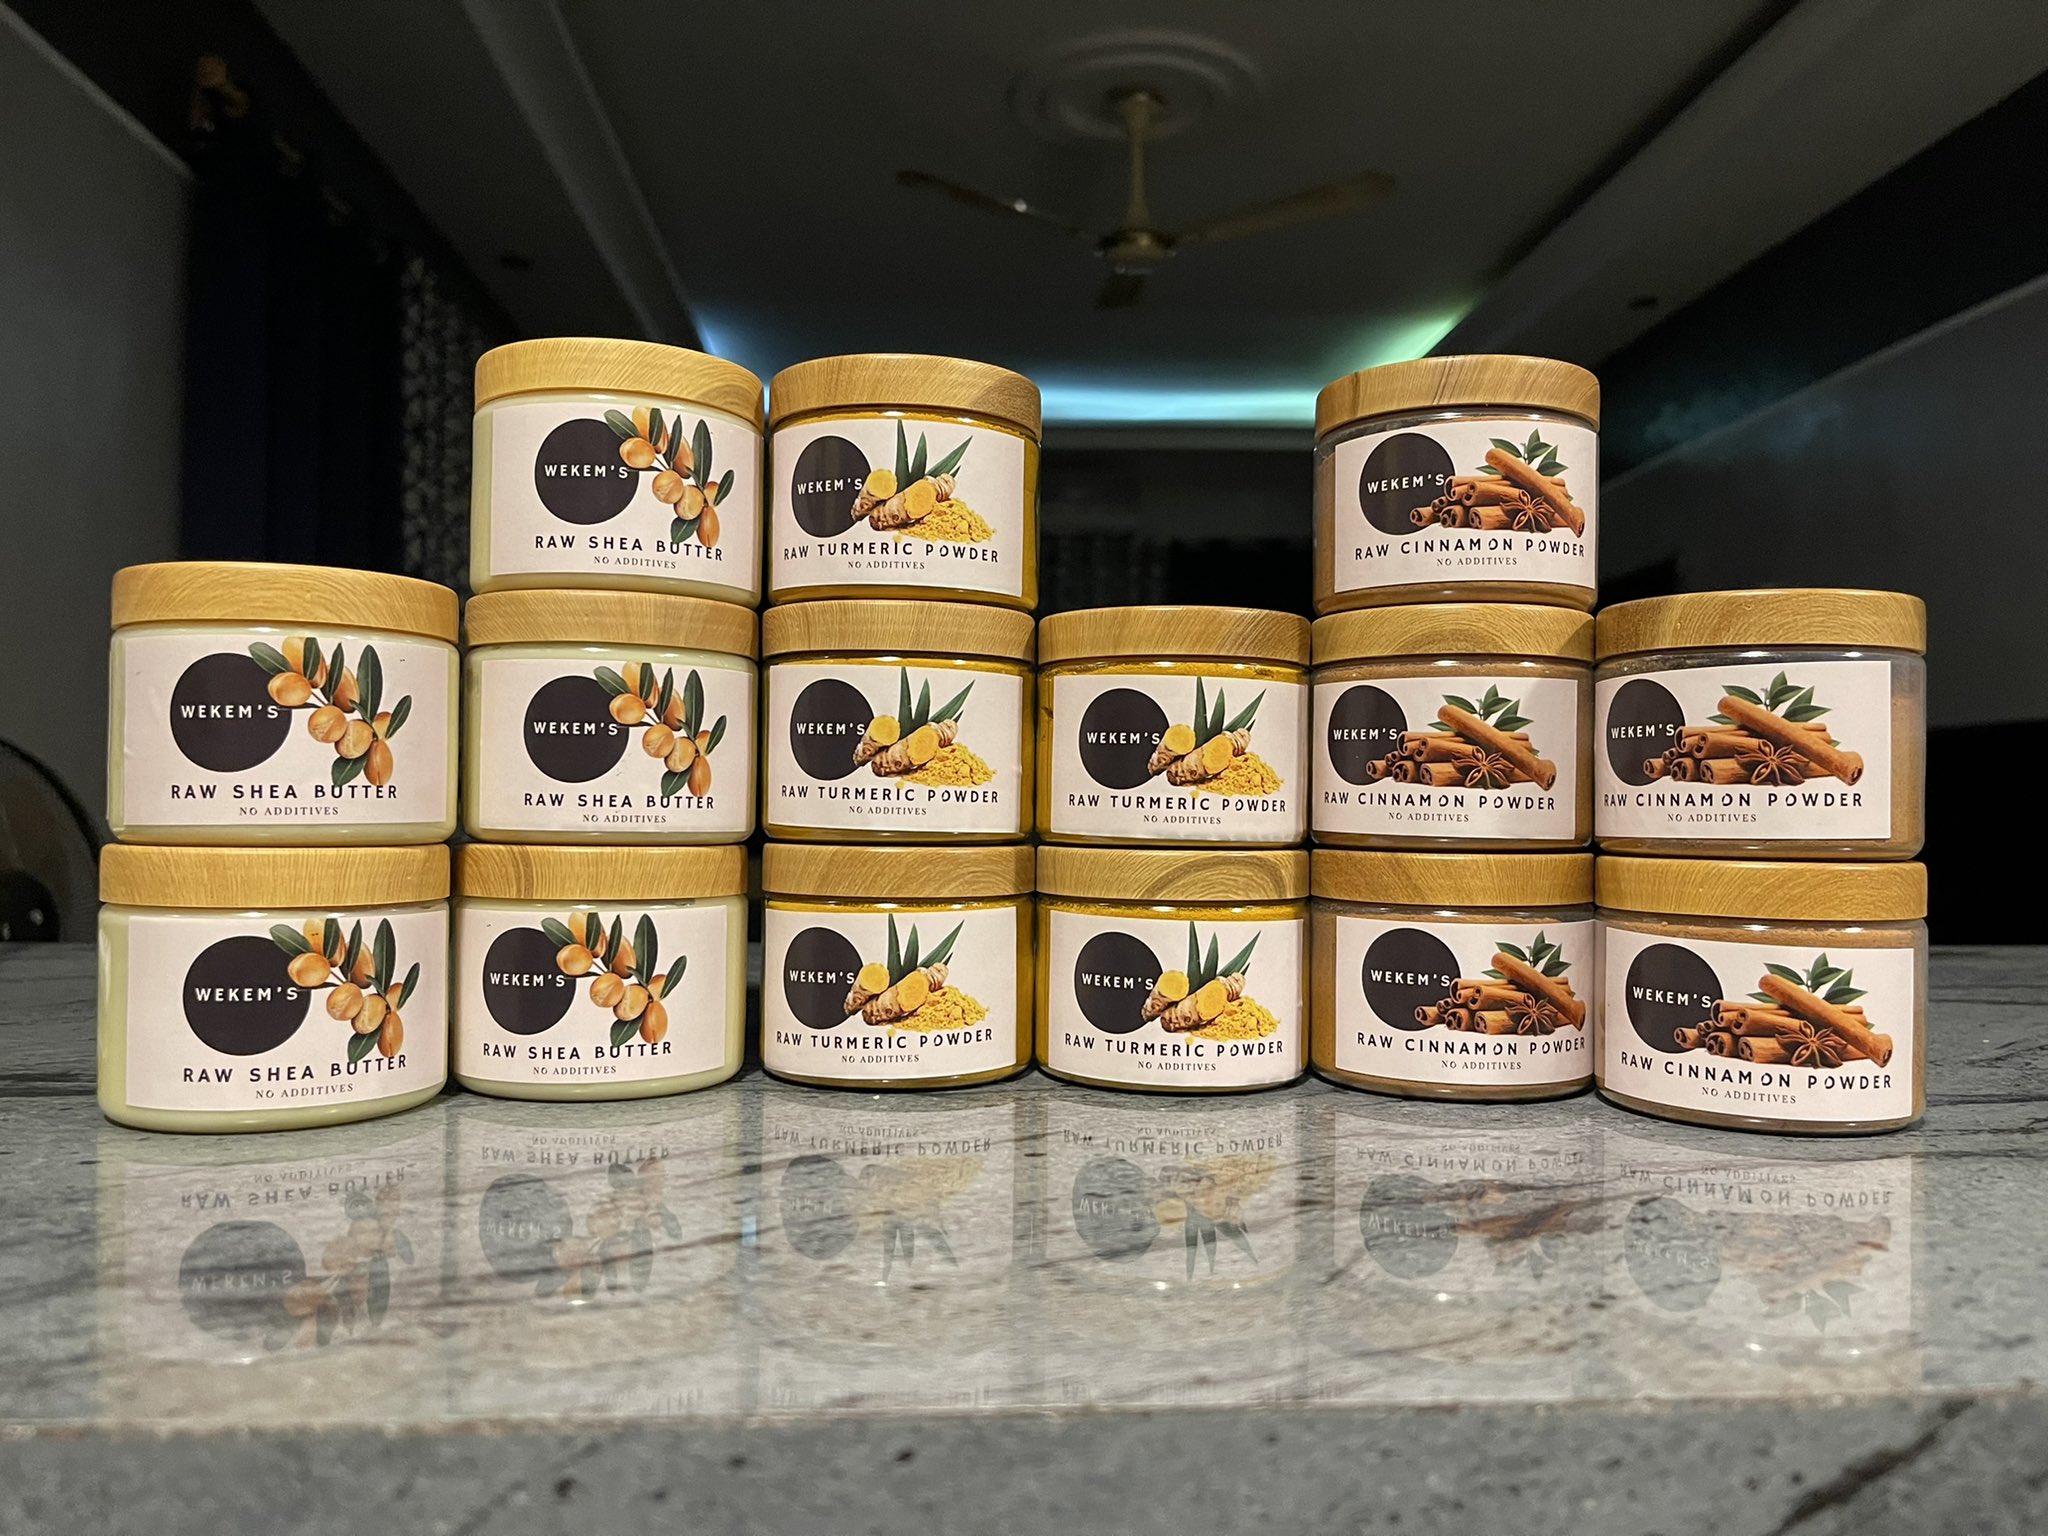 WEKEM'S
RAW SHEA BUTTER
NO ADDITIVES
WEKEM'S
RAW TURMERIC POWDER
NO ADDITIVES
WEKEM'S
RAW CINNAMON POWDER
NO ADDITIVES
WEKEM'S
RAW SHEA BUTTER
NO ADDITIVES
WEKEM'S
RAW SHEA BUTTER
NO ADDITIVES
WEKEM'S
RAW TURMERIC POWDER
NO ADDITIVES
WEKEM'S
RAW TURMERIC POWDER
NO ADDITIVES
WEKEM'S
RAW CINNAMON POWDER
NO ADDITIVES
WEKEM'S
RAW CINNAMON POWDER
NO ADDITIVES
WEKEM'S
RAW SHEA BUTTER
NO ADDITIVES
WEKEM'S
RAW SHEA BUTTER
NO ADDITIVES
WEKEM'S
RAW TURMERIC POWDER
NO ADDITIVES
WEKEM'S
RAW TURMERIC POWDER
NO ADDITIVES
WEKEM'S
RAW CINNAMON POWDER
NO ADDITIVES
WEKEM'S
RAW CINNAMON POWDER
NO ADDITIVES